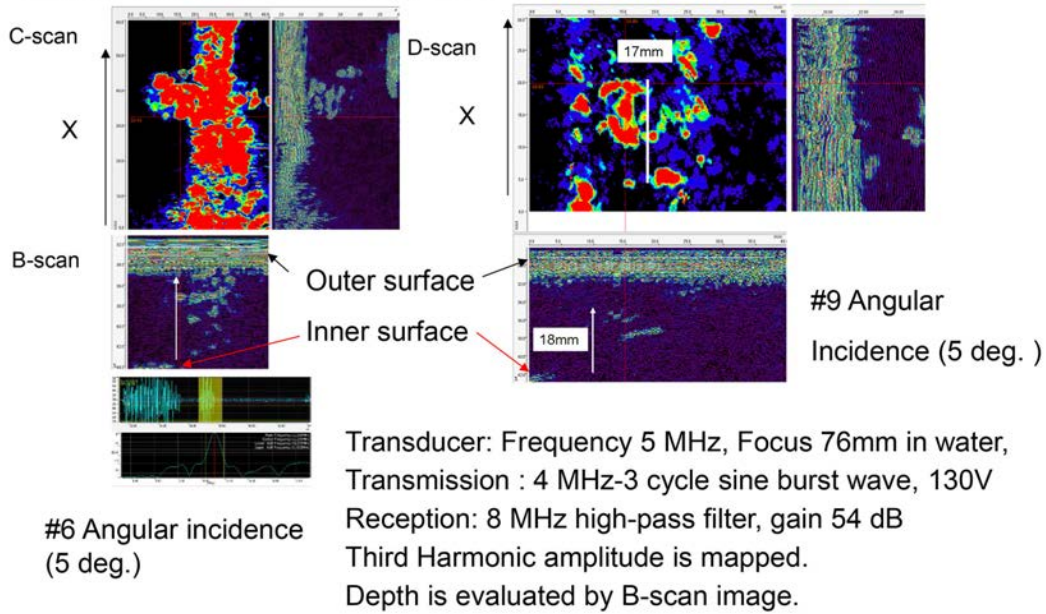 C-scan
D-scan
17mm
X
X
B-scan
Outer surface
Inner surface
18mm
#9 Angular
Incidence (5 deg. )
#6 Angular incidence
(5 deg.)
Transducer: Frequency 5 MHz, Focus 76mm in water,
Transmission : 4 MHz-3 cycle sine burst wave, 130V
Reception: 8 MHz high-pass filter, gain 54 dB
Third Harmonic amplitude is mapped.
Depth is evaluated by B-scan image.